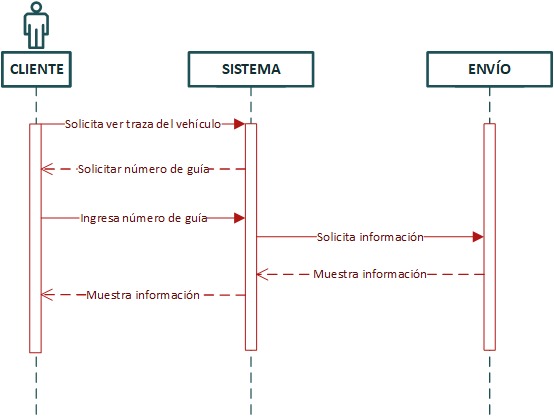 CLIENTE
SISTEMA
ENVÍO
Solicita ver traza del vehículo
Solicitar número de guía
Ingresa número de guía
Solicita información
Muestra información
Muestra información